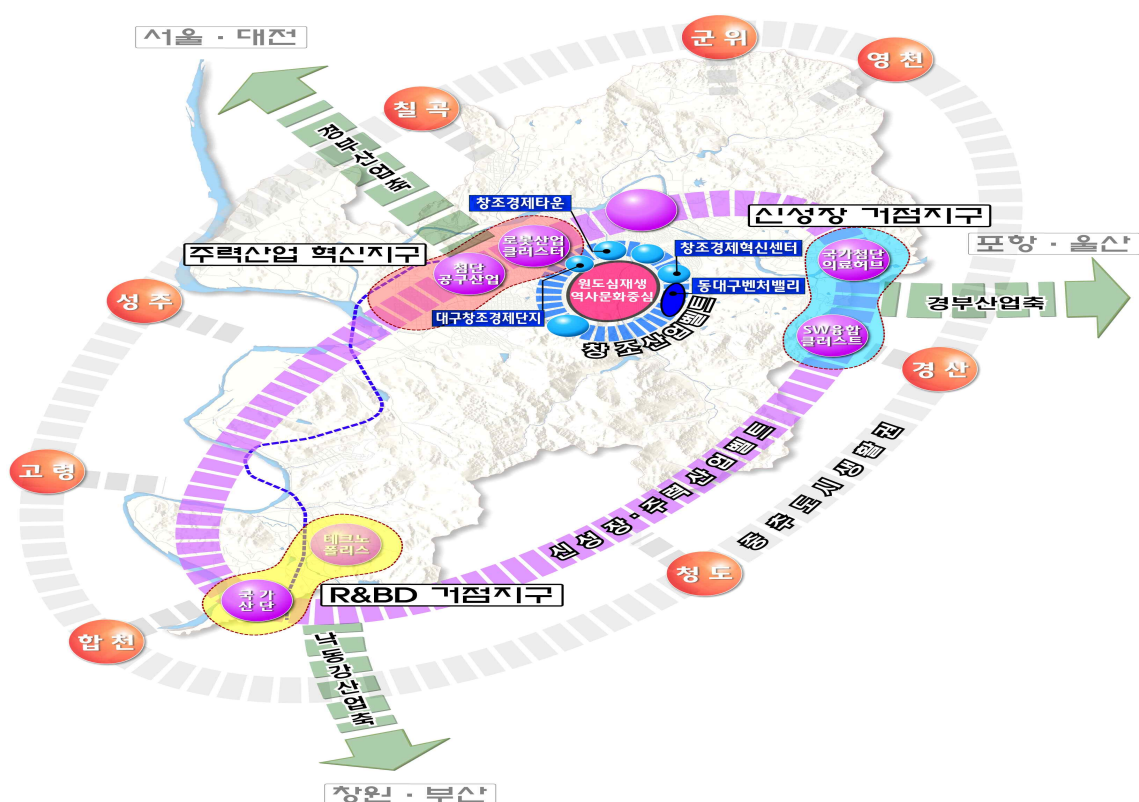 서울 · 대전
군 위
영 천
칠 곡
경부산업축
창조경제타운
신성장 거점지구
주력산업 혁신지구
로봇산업
클러스터
창조경제혁신센터
국가첨단
의료허브
포항 · 울산
첨단
공구산업
원도심재생
역사문화중심
동대구벤처밸리
성 주
대구창조경제단지
경부산업축
창조산업벨트
SW융합
클러스트
경 산
신성장·주력산업벨트
중추도시생활권
고 령
테크노
폴리스
청 도
국가
산단
R&BD 거점지구
합 천
낙동강산업축
창원 · 부산